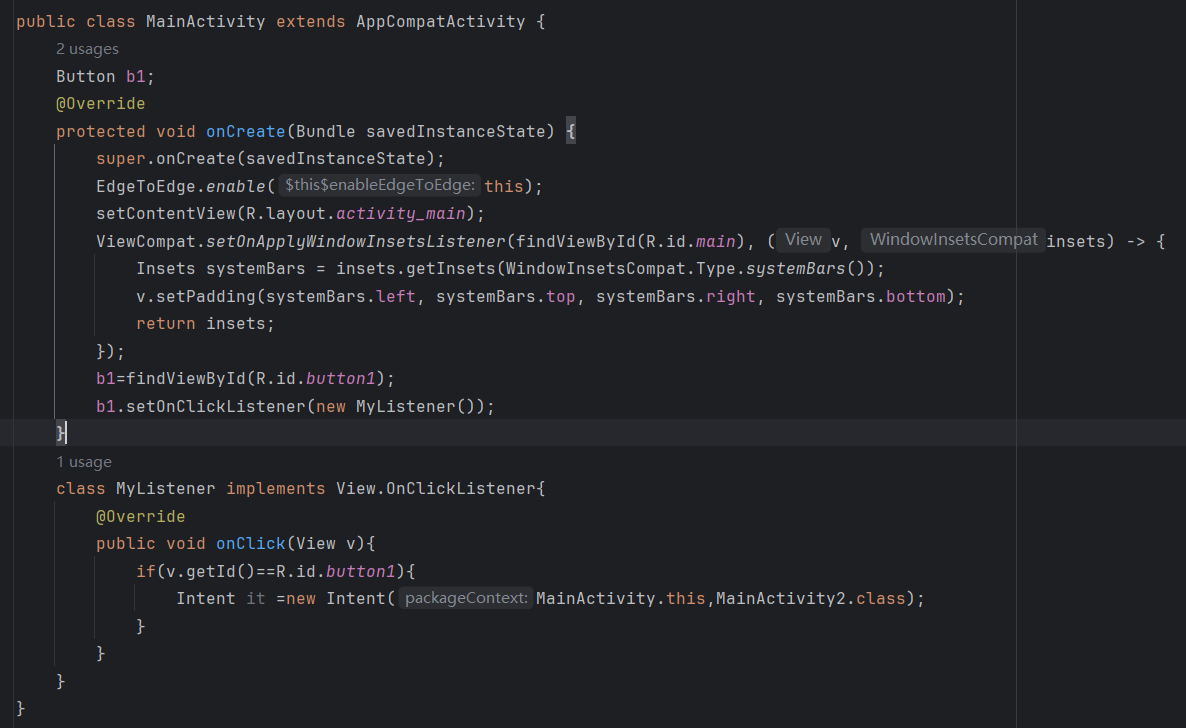 public class MainActivity extends AppCompatActivity {
2 usages
Button b1;
@Override
protected void onCreate(Bundle savedInstanceState) {
super.onCreate(savedInstanceState);
EdgeToEdge.enable( $this$enableEdgeToEdge: this);
setContentView(R.layout.activity_main);
ViewCompat.setOnApplyWindowInsetsListener(findViewById(R.id.main), ( View v, WindowInsetsCompat insets) -> {
Insets systemBars = insets.getInsets(WindowInsetsCompat.Type.systemBars());
v.setPadding(systemBars.left, systemBars.top, systemBars.right, systemBars.bottom);
return insets;
});
b1=findViewById(R.id.button1);
b1.setOnClickListener(new MyListener());
}
1 usage
class MyListener implements View.OnClickListener{
@Override
public void onClick(View v){
if(v.getId()==R.id.button1){
Intent it =new Intent( packageContext: MainActivity.this,MainActivity2.class);
}
}
}
}